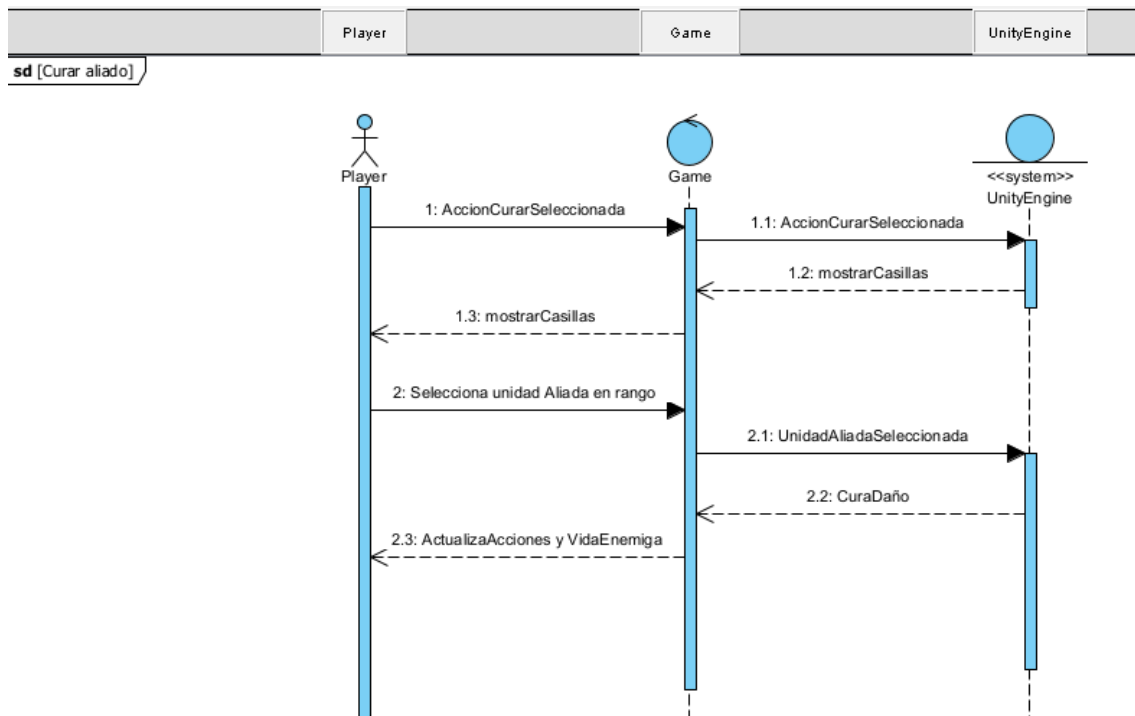 Player Game UnityEngine
sd [Curar aliado]
Player
Game
<<system>>
UnityEngine
1: AccionCurarSeleccionada
1.1: AccionCurarSeleccionada
1.2: mostrarCasillas
1.3: mostrarCasillas
2: Selecciona unidad Aliada en rango
2.1: UnidadAliadaSeleccionada
2.2: CuraDaño
2.3: ActualizaAcciones y VidaEnemiga